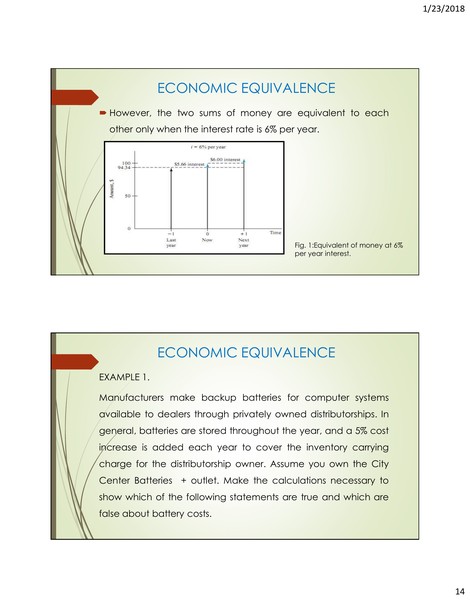 1/23/2018
ECONOMIC EQUIVALENCE
However, the two sums of money are equivalent to each
other only when the interest rate is 6% per year.
i = 6% per year
$6.00 interest
$5.66 interest
100
94.34
50
0
Amount, $
−1
0
+1
Time
Last
year
Now
Next
year
Fig. 1:Equivalent of money at 6%
per year interest.
ECONOMIC EQUIVALENCE
EXAMPLE 1.
Manufacturers make backup batteries for computer systems
available to dealers through privately owned distributorships. In
general, batteries are stored throughout the year, and a 5% cost
increase is added each year to cover the inventory carrying
charge for the distributorship owner. Assume you own the City
Center Batteries + outlet. Make the calculations necessary to
show which of the following statements are true and which are
false about battery costs.
14